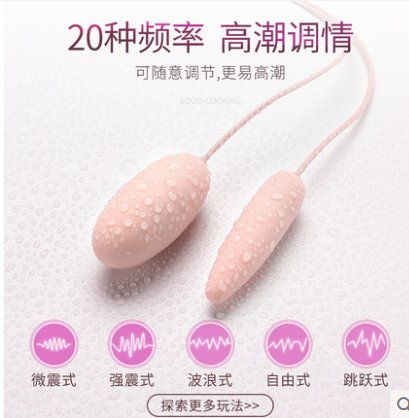 20种频率 高潮调情
可随意调节,更易高潮
GOOD LOOKING
微震式
强震式
波浪式
自由式
跳跃式
探索更多玩法>>